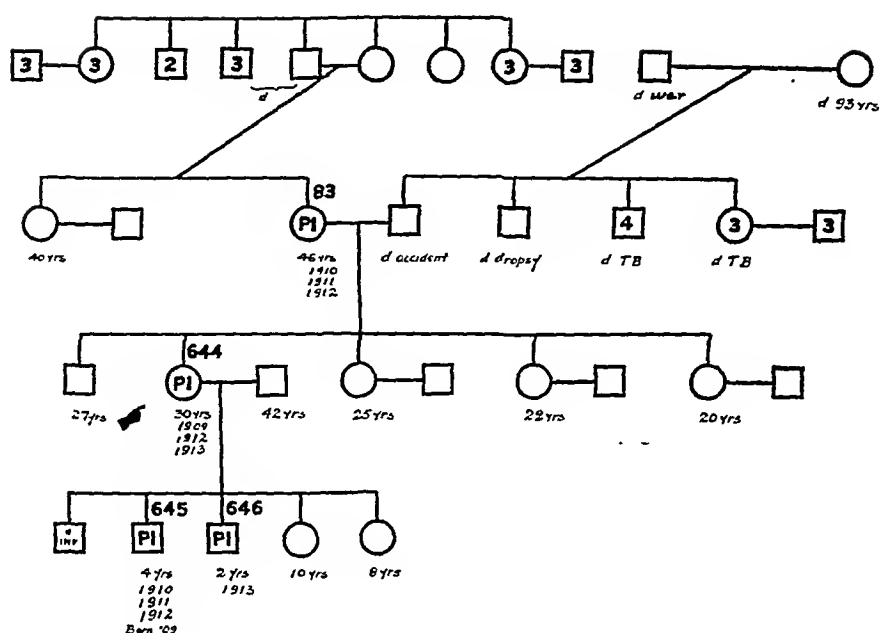 3 3 2 3 3 3
d
d war
d 93 yrs
83
P1 4 3 3
40 yrs
46 yrs
1910
1911
1912
d accident
d dropsy
d TB
d TB
644
P1
27 yrs
30 yrs
1909
1912
1913
42 yrs
25 yrs
22 yrs
20 yrs
645
646
d
INF
P1
P1
4 yrs
1910
1911
1912
Born '09
2 yrs
1913
10 yrs
8 yrs